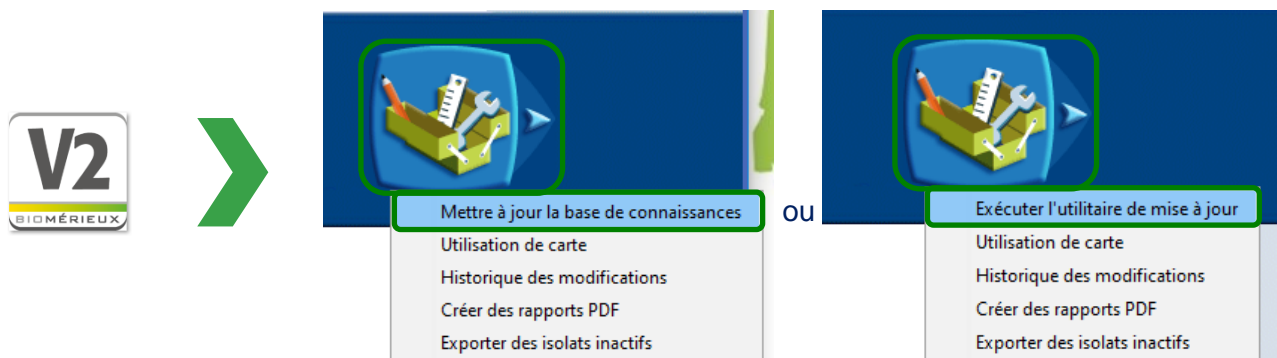 V2
BIOMÉRIEUX
Mettre à jour la base de connaissances
Utilisation de carte
Historique des modifications
Créer des rapports PDF
Exporter des isolats inactifs
ou
Exécuter l'utilitaire de mise à jour
Utilisation de carte
Historique des modifications
Créer des rapports PDF
Exporter des isolats inactifs